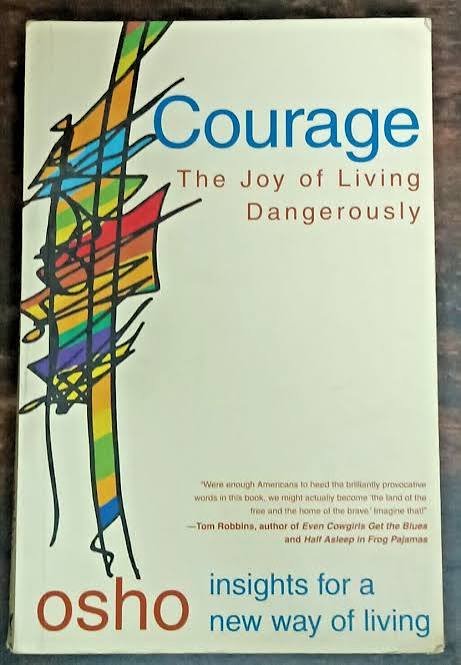 Courage
The Joy of Living
Dangerously
"Were enough Americans to heed the brilliantly provocative
words in this book, we might actually become 'the land of the
free and the home of the brave.' Imagine that!"
—Tom Robbins, author of Even Cowgirls Get the Blues
and Half Asleep in Frog Pajamas
osho
insights for a
new way of living